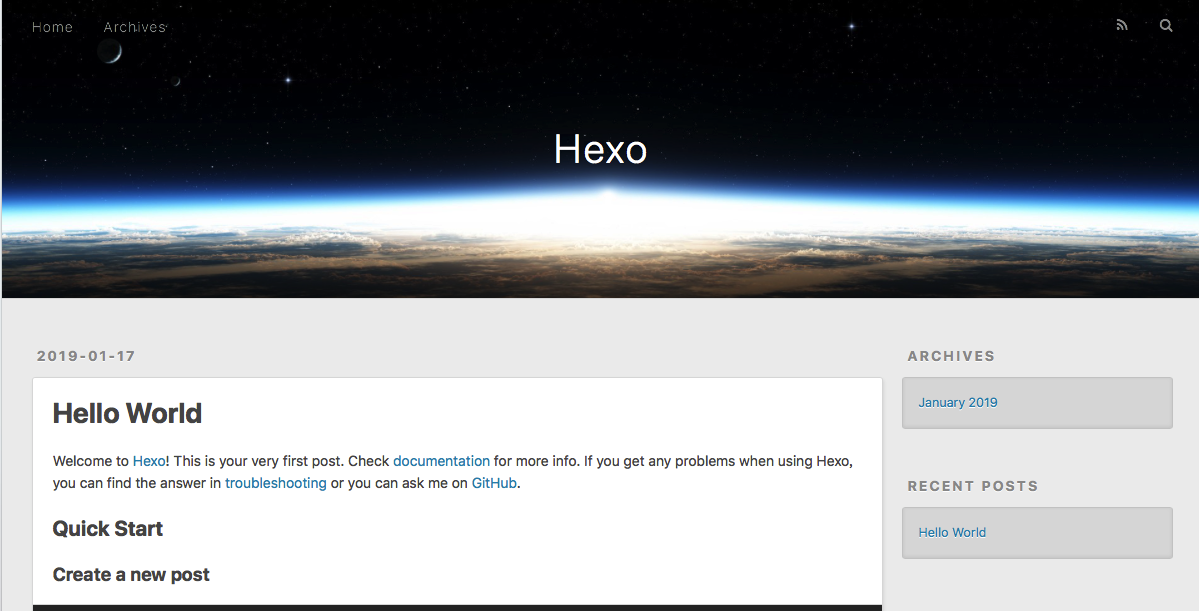 Home Archives
Hexo
2019-01-17
Hello World
Welcome to Hexo! This is your very first post. Check documentation for more info. If you get any problems when using Hexo,
you can find the answer in troubleshooting or you can ask me on GitHub.
Quick Start
Create a new post
ARCHIVES
January 2019
RECENT POSTS
Hello World